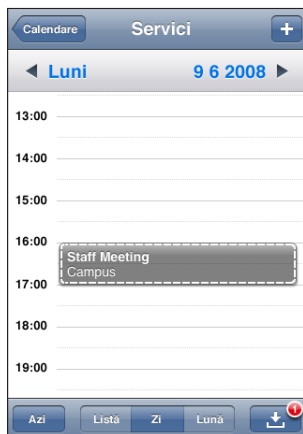 Calendare Servici +
Luni 9 6 2008
13:00
14:00
15:00
16:00
Staff Meeting
Campus
17:00
18:00
19:00
Azi Listă Zi Lună 1